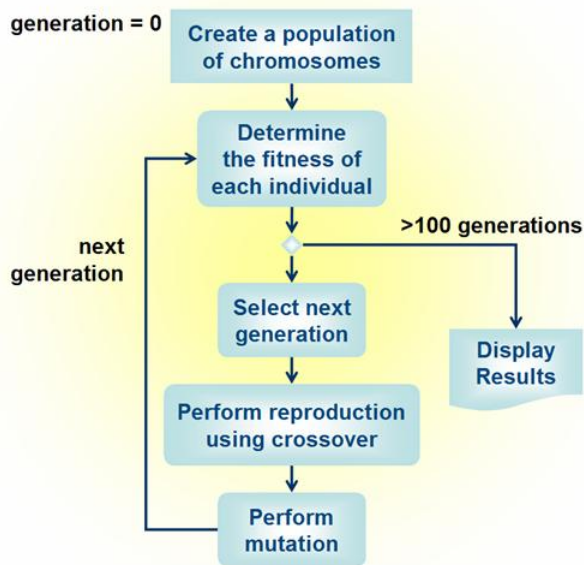 generation = 0
Create a population
of chromosomes
Determine
the fitness of
each individual
>100 generations
next
generation
Select next
generation
Display
Results
Perform reproduction
using crossover
Perform
mutation